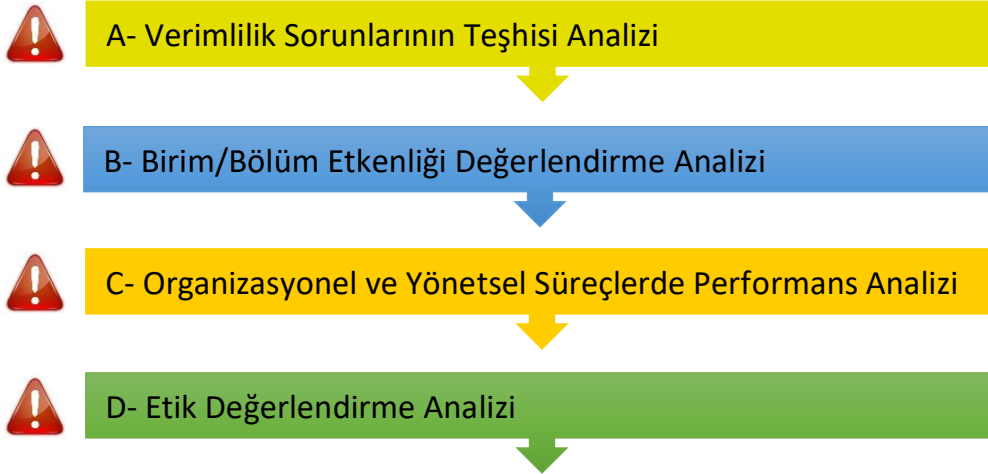 A- Verimlilik Sorunlarının Teşhisi Analizi
B- Birim/Bölüm Etkenliği Değerlendirme Analizi
C- Organizasyonel ve Yönetsel Süreçlerde Performans Analizi
D- Etik Değerlendirme Analizi